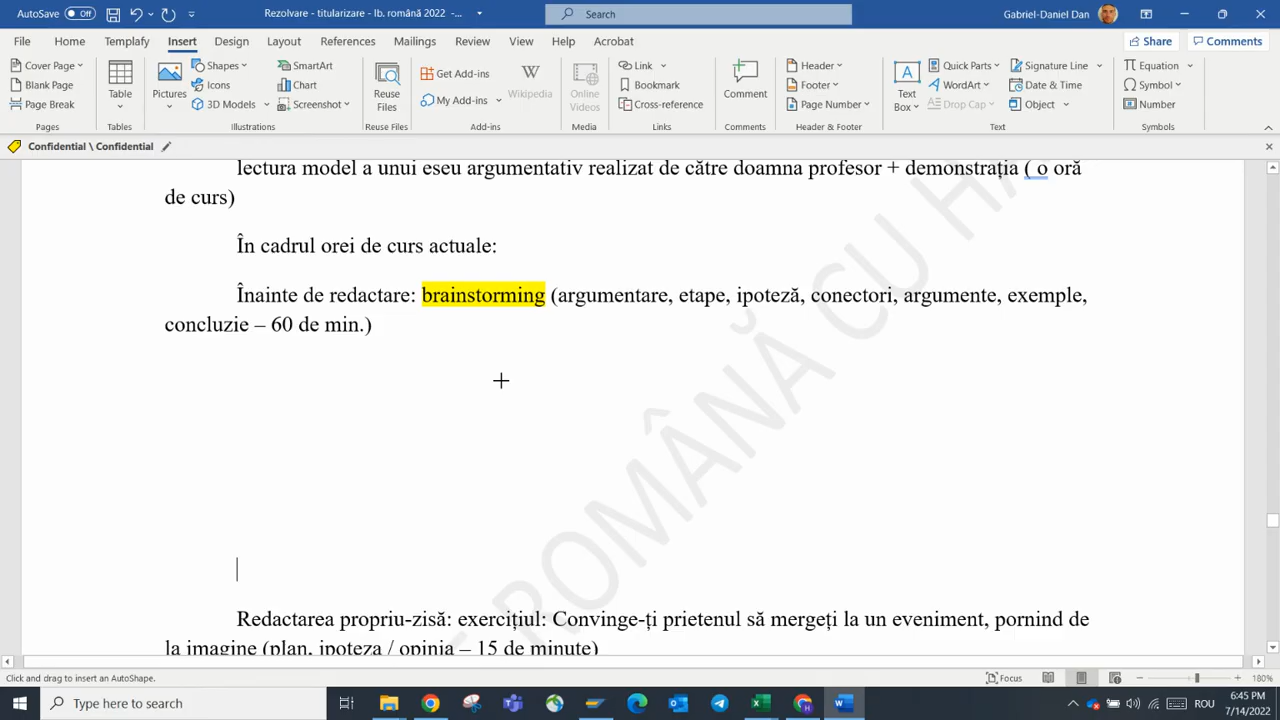 AutoSave Off Rezolvare - titularizare - lb. română 2022 -... Search Gabriel-Daniel Dan
File Home Templafy Insert Design Layout References Mailings Review View Help Acrobat Share Comments
Cover Page
Blank Page
Page Break
Pages
Table
Tables
Pictures
Shapes
Icons
3D Models
SmartArt
Chart
Screenshot
Illustrations
Reuse
Files
Reuse Files
Get Add-ins
My Add-ins
Wikipedia
Add-ins
Online
Videos
Media
Link
Bookmark
Cross-reference
Links
Comment
Comments
Header
Footer
Page Number
Header & Footer
Text
Box
Quick Parts
WordArt
Drop Cap
Signature Line
Date & Time
Object
Text
Equation
Symbol
Number
Symbols
Confidential \ Confidential
lectura model a unui eseu argumentativ realizat de către doamna profesor + demonstrația ( o oră
de curs)
În cadrul orei de curs actuale:
Înainte de redactare: brainstorming (argumentare, etape, ipoteză, conectori, argumente, exemple,
concluzie – 60 de min.)
Redactarea propriu-zisă: exercițiul: Convinge-ți prietenul să mergeți la un eveniment, pornind de
la imagine (plan, ipoteza / opinia – 15 de minute)
ROMÂNĂ CU HA
Click and drag to insert an AutoShape. Focus 180%
Type here to search ROU 6:45 PM
7/14/2022